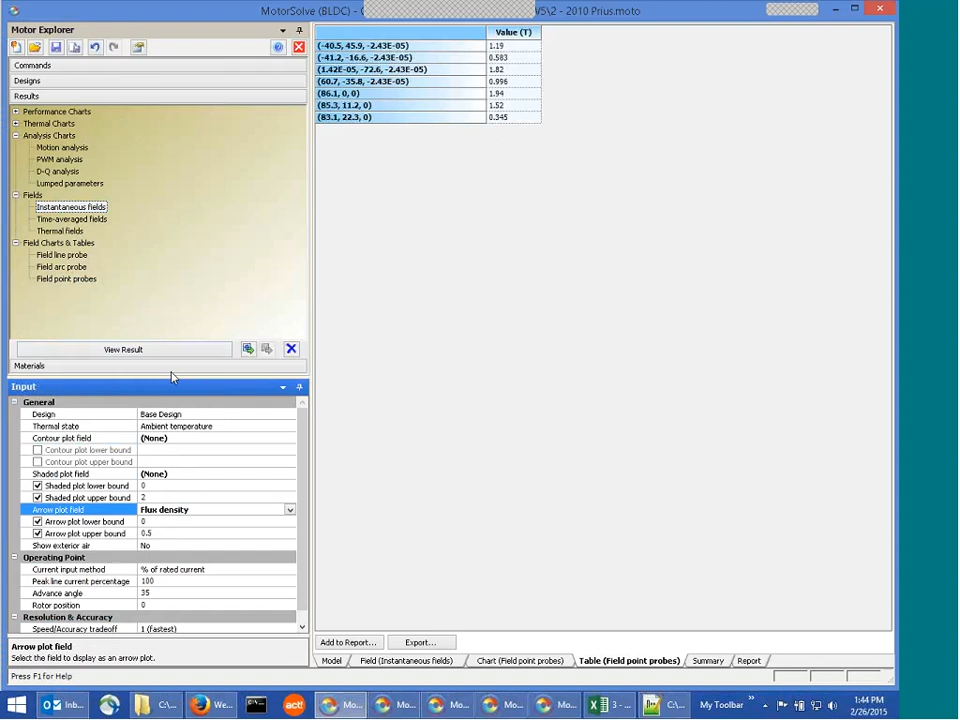 MotorSolve (BLDC) - C
V5\2 - 2010 Prius.moto
Motor Explorer
Commands
Designs
Results
Performance Charts
Thermal Charts
Analysis Charts
Motion analysis
PWM analysis
D-Q analysis
Lumped parameters
Fields
Instantaneous fields
Time-averaged fields
Thermal fields
Field Charts & Tables
Field line probe
Field arc probe
Field point probes
View Result
Materials
Input
General
Design Base Design
Thermal state Ambient temperature
Contour plot field (None)
Contour plot lower bound
Contour plot upper bound
Shaded plot field (None)
Shaded plot lower bound 0
Shaded plot upper bound 2
Arrow plot field Flux density
Arrow plot lower bound 0
Arrow plot upper bound 0.5
Show exterior air No
Operating Point
Current input method % of rated current
Peak line current percentage 100
Advance angle 35
Rotor position 0
Resolution & Accuracy
Speed/Accuracy tradeoff 1 (fastest)
Arrow plot field
Select the field to display as an arrow plot.
Press F1 for Help
Value (T)
(-40.5, 45.9, -2.43E-05) 1.19
(-41.2, -16.6, -2.43E-05) 0.583
(1.42E-05, -72.6, -2.43E-05) 1.82
(60.7, -35.8, -2.43E-05) 0.996
(86.1, 0, 0) 1.94
(85.3, 11.2, 0) 1.52
(83.1, 22.3, 0) 0.345
Add to Report... Export...
Model Field (Instantaneous fields) Chart (Field point probes) Table (Field point probes) Summary Report
Inb... C:\... We... act! Mo... Mo... Mo... Mo... Mo... 3 - ... C:\... My Toolbar » 1:44 PM
2/26/2015